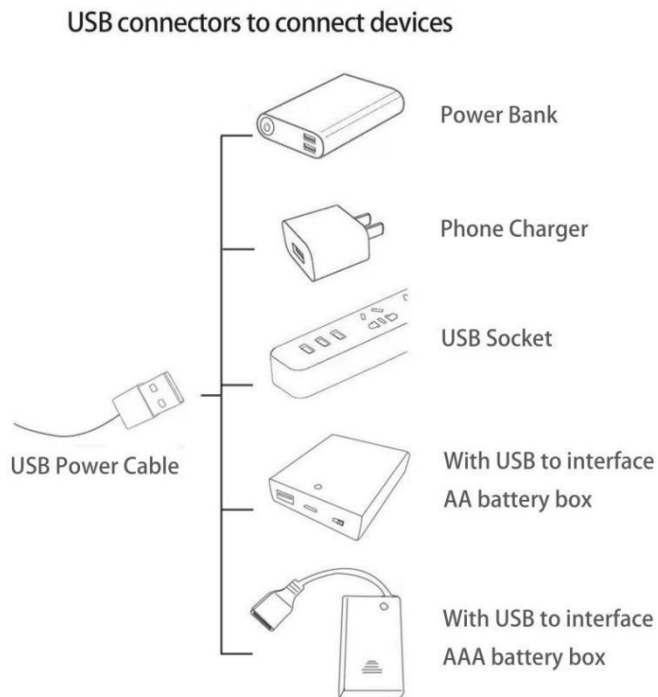 USB connectors to connect devices
Power Bank
Phone Charger
USB Socket
USB Power Cable
With USB to interface
AA battery box
With USB to interface
AAA battery box